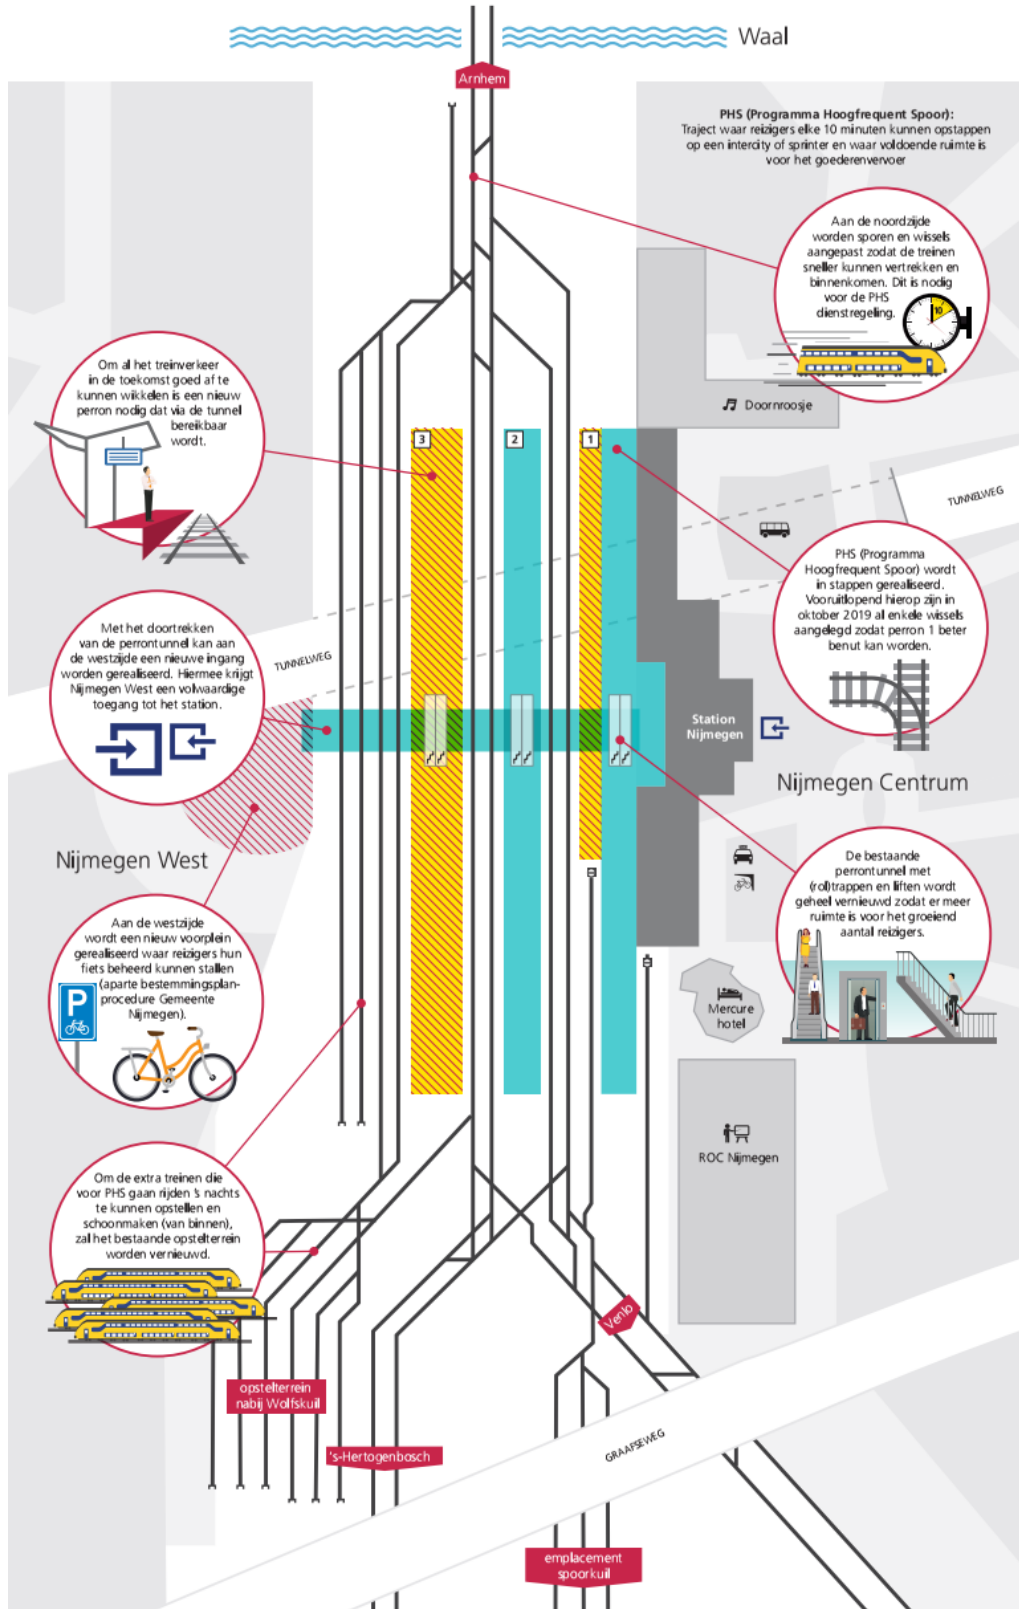 Waal
Arnhem
PHS (Programma Hoogfrequent Spoor):
Traject waar reizigers elke 10 minuten kunnen opstappen
op een intercity of sprinter en waar voldoende ruimte is
voor het goederenvervoer
Aan de noordzijde
worden sporen en wissels
aangepast zodat de treinen
sneller kunnen vertrekken en
binnenkomen. Dit is nodig
voor de PHS
dienstregeling.
10
Om al het treinverkeer
in de toekomst goed af te
kunnen wikkelen is een nieuw
perron nodig dat via de tunnel
bereikbaar
wordt.
Doornroosje
3
2
1
TUNNELWEG
PHS (Programma
Hoogfrequent Spoor) wordt
in stappen gerealiseerd.
Vooruitlopend hierop zijn in
oktober 2019 al enkele wissels
aangelegd zodat perron 1 beter
benut kan worden.
Met het doortrekken
van de perrontunnel kan aan
de westzijde een nieuwe ingang
worden gerealiseerd. Hiermee krijgt
Nijmegen West een volwaardige
toegang tot het station.
TUNNELWEG
Station
Nijmegen
Nijmegen Centrum
Nijmegen West
De bestaande
perrontunnel met
(rol)trappen en liften wordt
geheel vernieuwd zodat er meer
ruimte is voor het groeiend
aantal reizigers.
Aan de westzijde
wordt een nieuw voorplein
gerealiseerd waar reizigers hun
fiets beheerd kunnen stallen
(aparte bestemmingsplan-
procedure Gemeente
Nijmegen).
P
Mercure
hotel
ROC Nijmegen
Om de extra treinen die
voor PHS gaan rijden 's nachts
te kunnen opstellen en
schoonmaken (van binnen),
zal het bestaande opstelterrein
worden vernieuwd.
Venlo
opstelterrein
nabij Wolfskuil
's-Hertogenbosch
GRAAFSEWEG
emplacement
spoorkuil